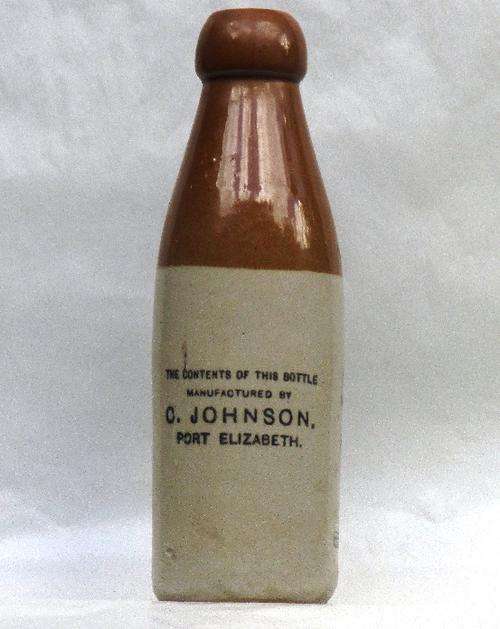 THE CONTENTS OF THIS BOTTLE
MANUFACTURED BY
C. JOHNSON,
PORT ELIZABETH.